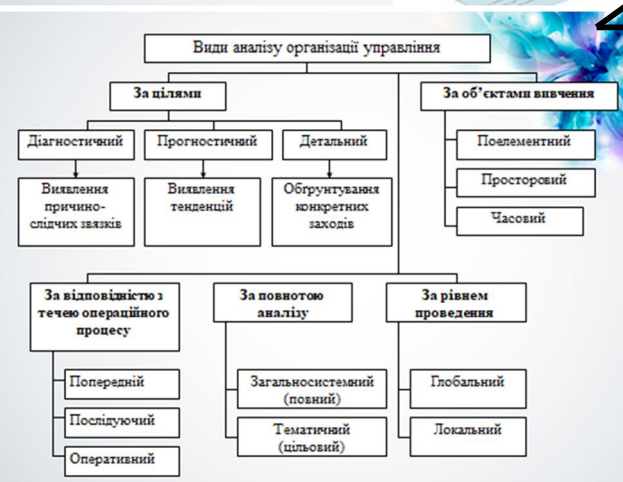 Види аналізу організації управління
За цілями
За об’єктами вивчення
Діагностичний
Прогностичний
Детальний
Виявлення
причино-
слідчих звязків
Виявлення
тенденцій
Обґрунтування
конкретних
заходів
Поелементний
Просторовий
Часовий
За відповідністю з
течею операційного
процесу
За повнотою
аналізу
За рівнем
проведення
Попередній
Послідуючий
Оперативний
Загальносистемний
(повний)
Тематичний
(цільовий)
Глобальний
Локальний